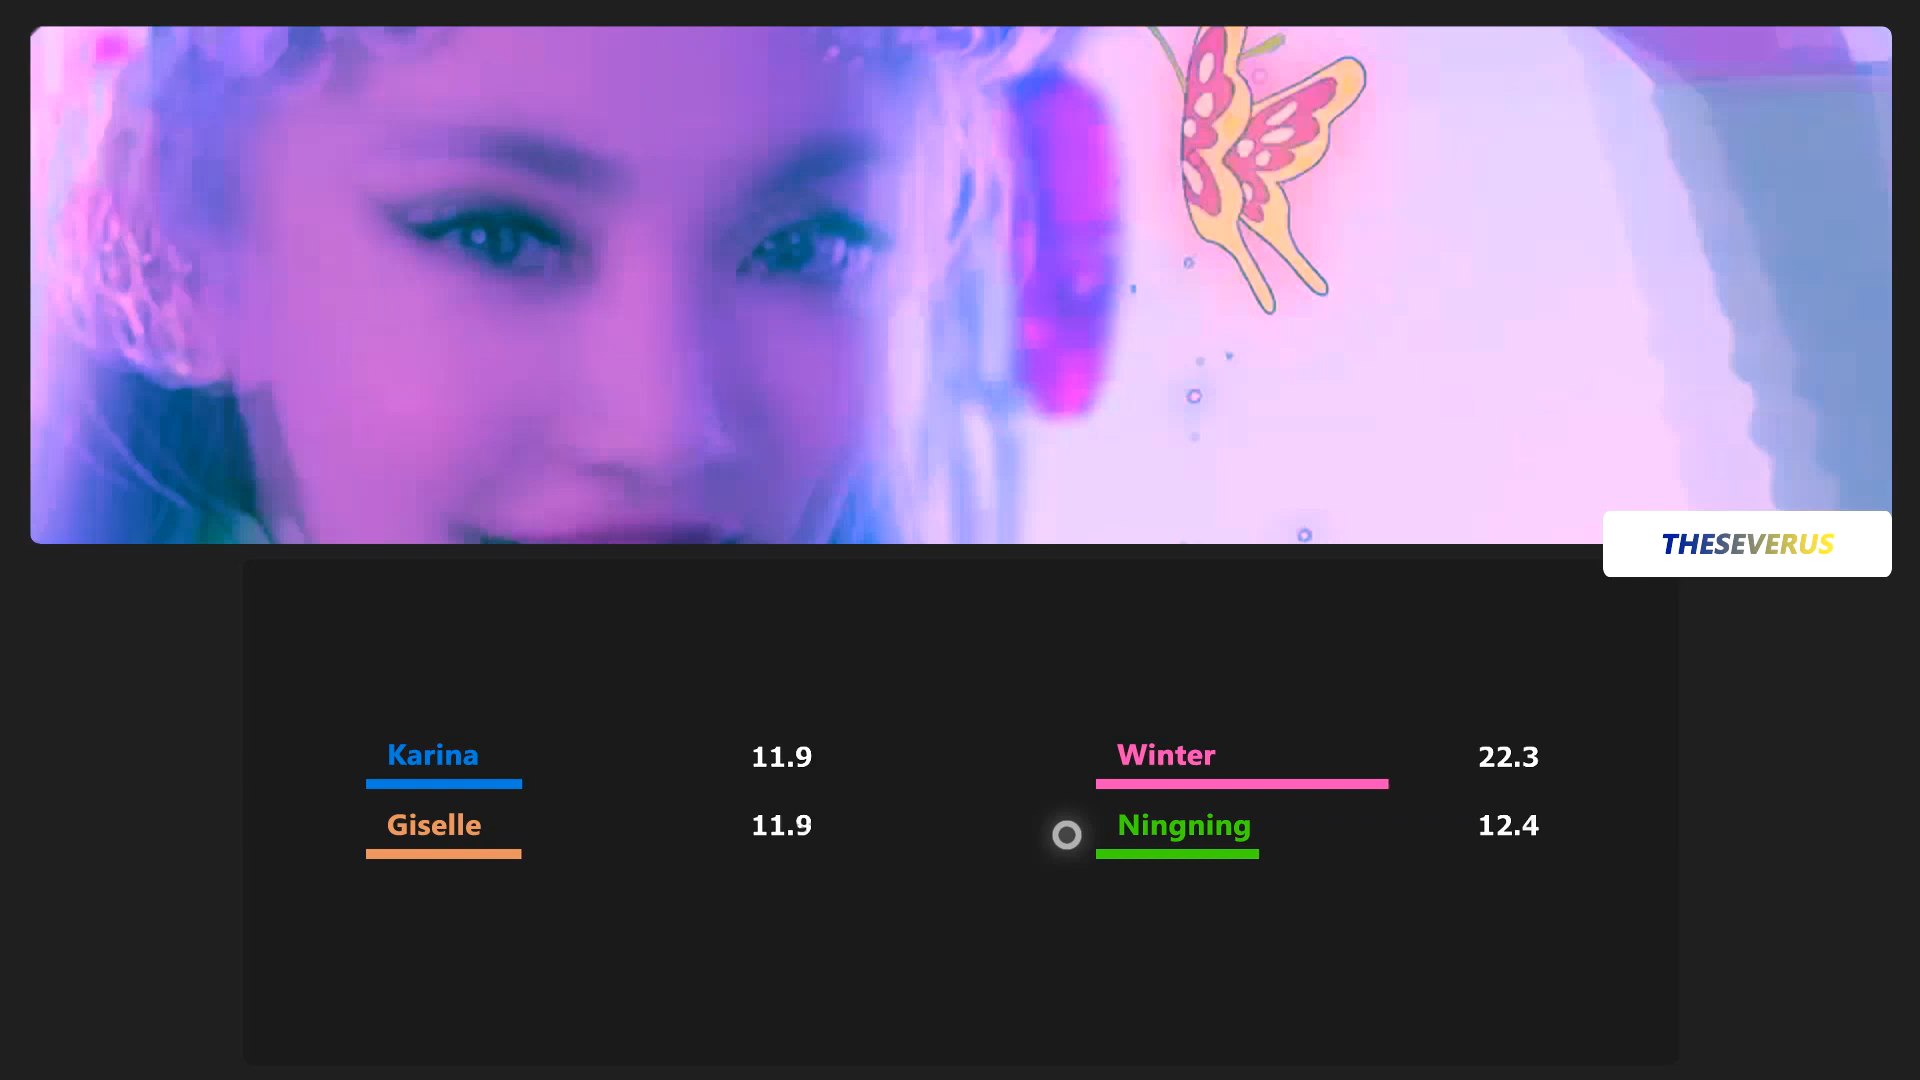 THESEVERUS
Karina 11.9
Winter 22.3
Giselle 11.9
Ningning 12.4